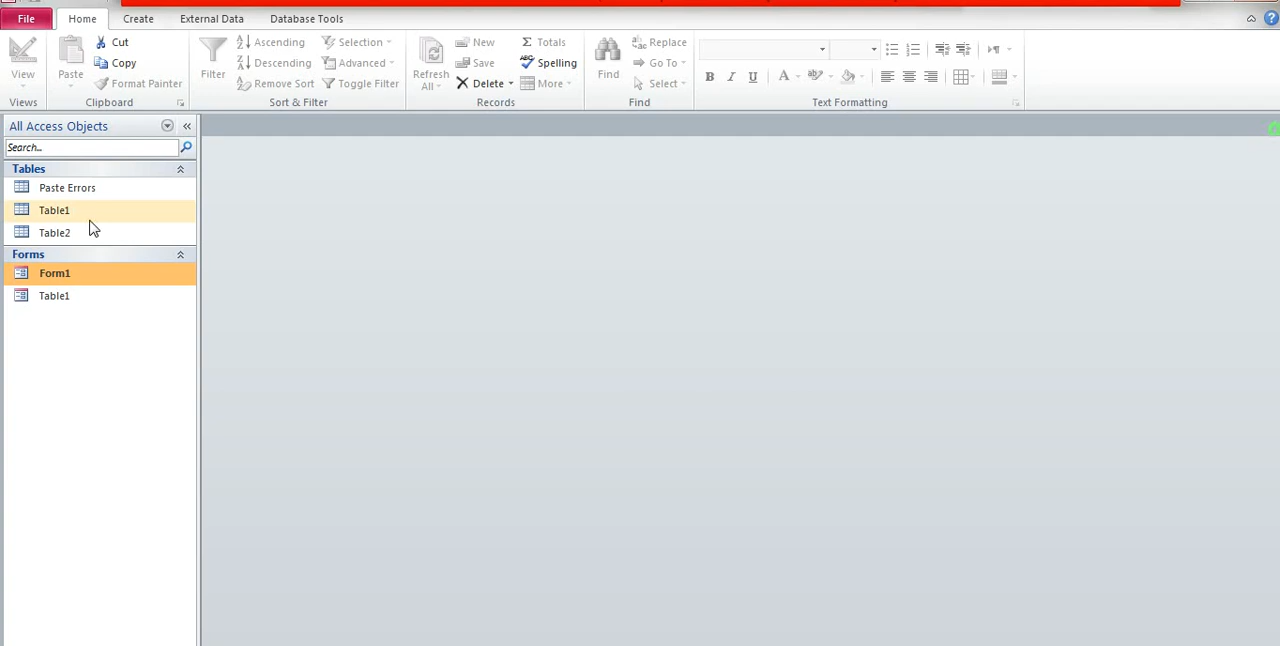 File Home Create External Data Database Tools
View
Views
Paste
Cut
Copy
Format Painter
Clipboard
Filter
Ascending
Descending
Remove Sort
Selection
Advanced
Toggle Filter
Sort & Filter
Refresh
All
New
Save
Delete
Totals
Spelling
More
Records
Find
Replace
Go To
Select
Find
B I U A
Text Formatting
All Access Objects
Search...
Tables
Paste Errors
Table1
Table2
Forms
Form1
Table1